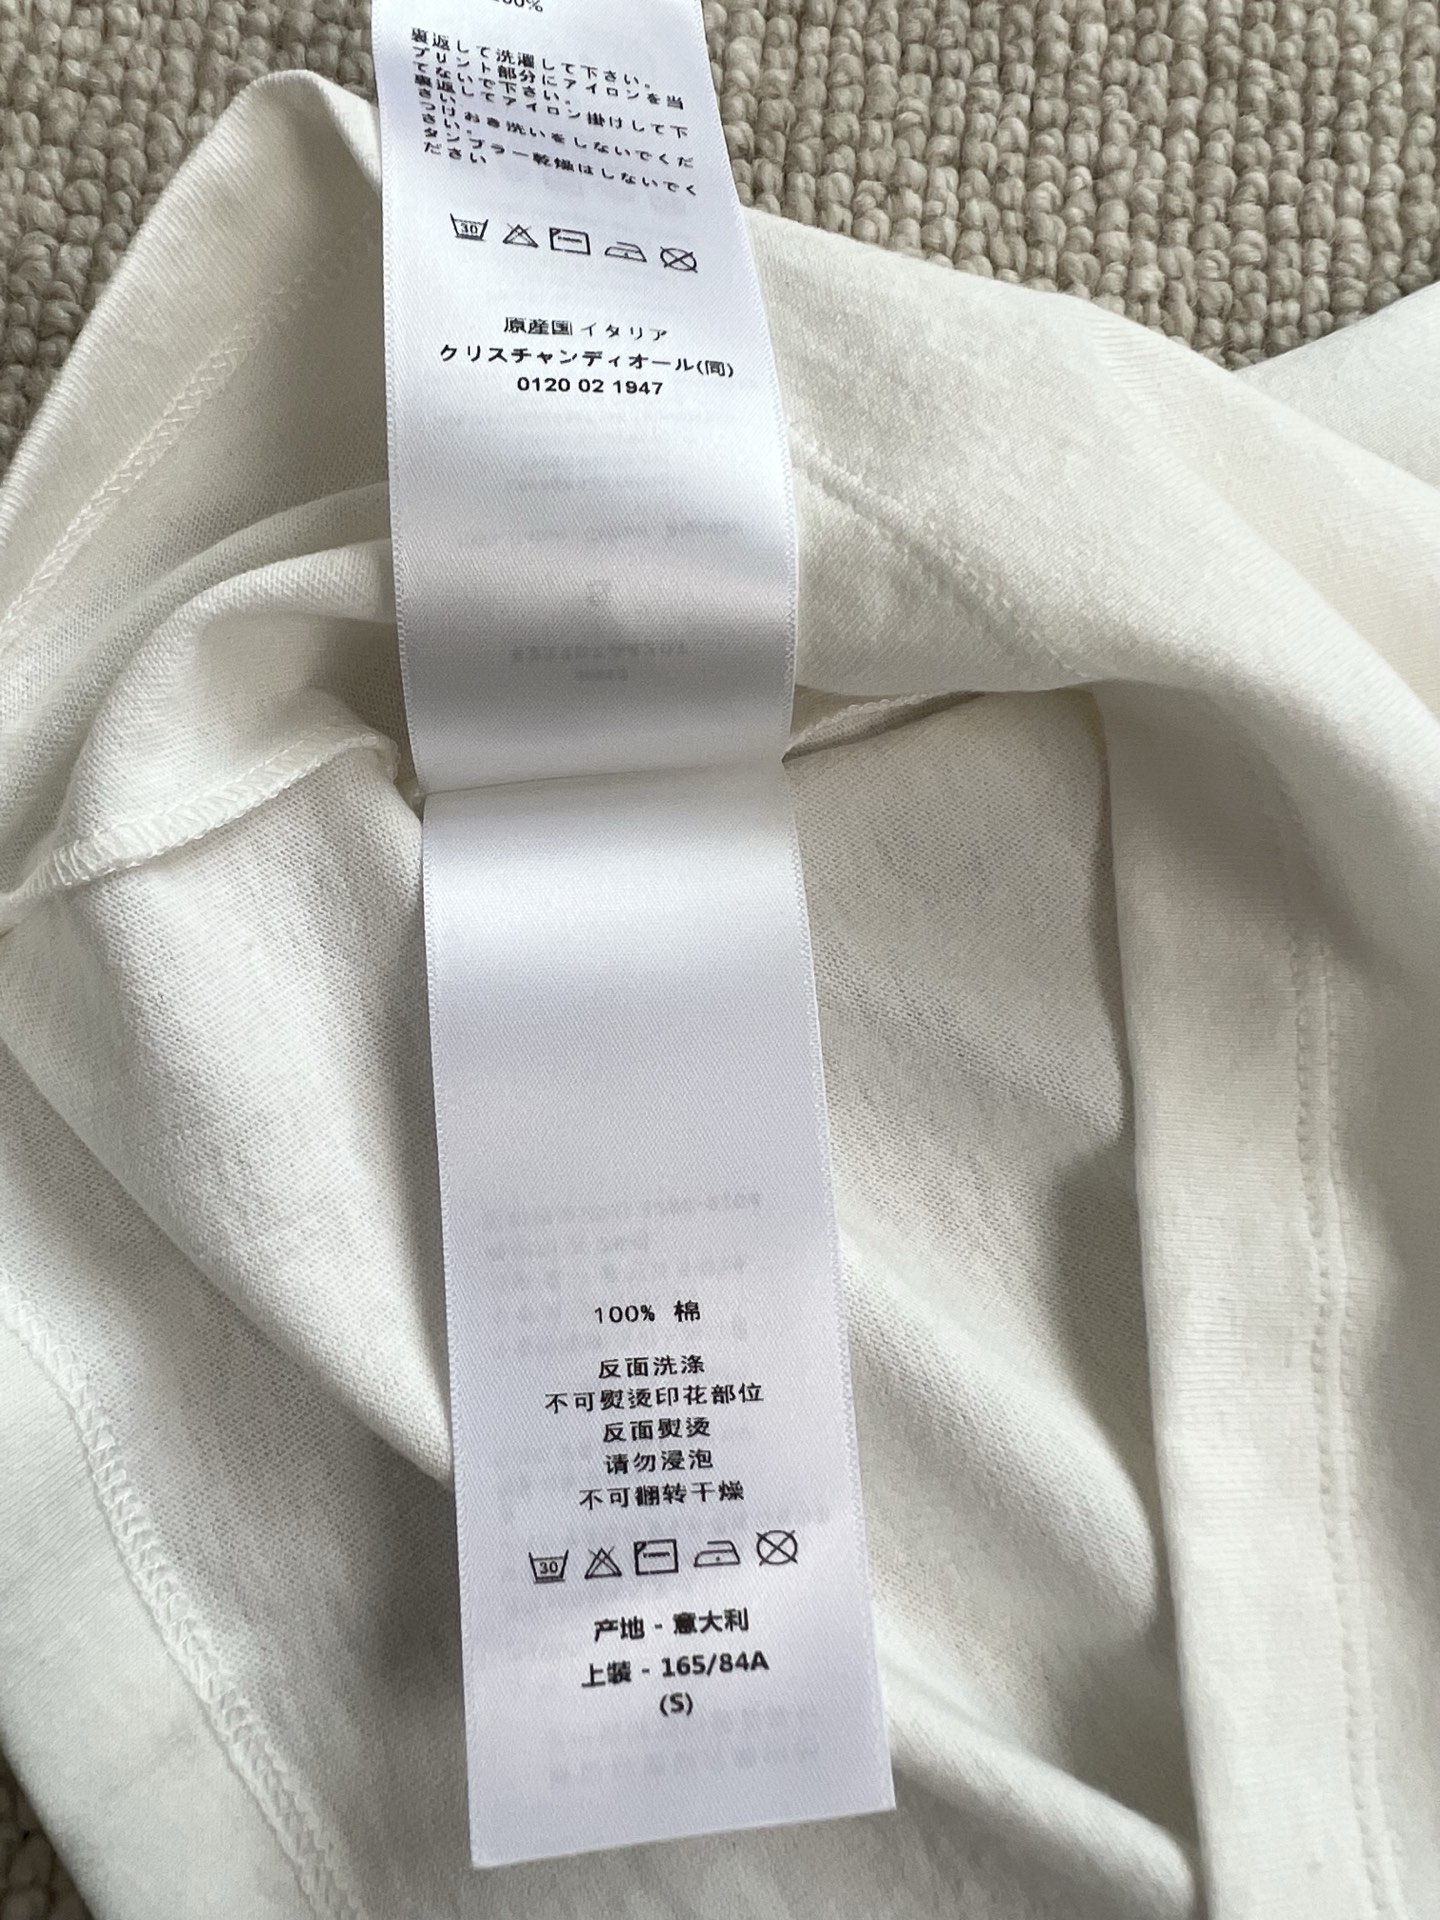 裏返して洗濯して下さい。
プリント部分にアイロンを当
てないで下さい。
裏返してアイロン掛けして下
さい。
つけおき洗いをしないでくだ
さい。
タンブラー乾燥はしないでく
ださい
30
原産国イタリア
クリスチャンディオール(同)
0120 02 1947
100% 棉
反面洗涤
不可熨烫印花部位
反面熨烫
请勿浸泡
不可翻转干燥
30
产地 - 意大利
上装 - 165/84A
(S)